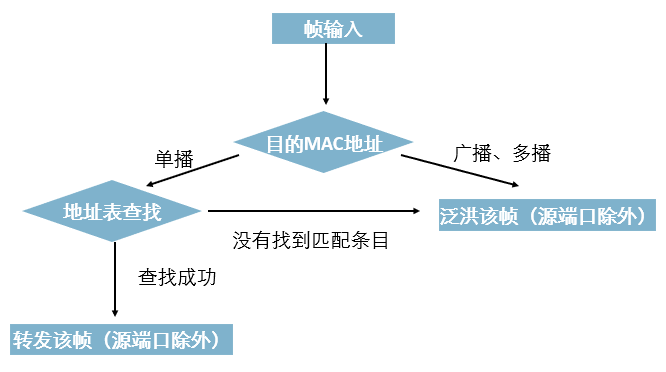 帧输入
目的MAC地址
单播
广播、多播
地址表查找
泛洪该帧（源端口除外）
没有找到匹配条目
查找成功
转发该帧（源端口除外）